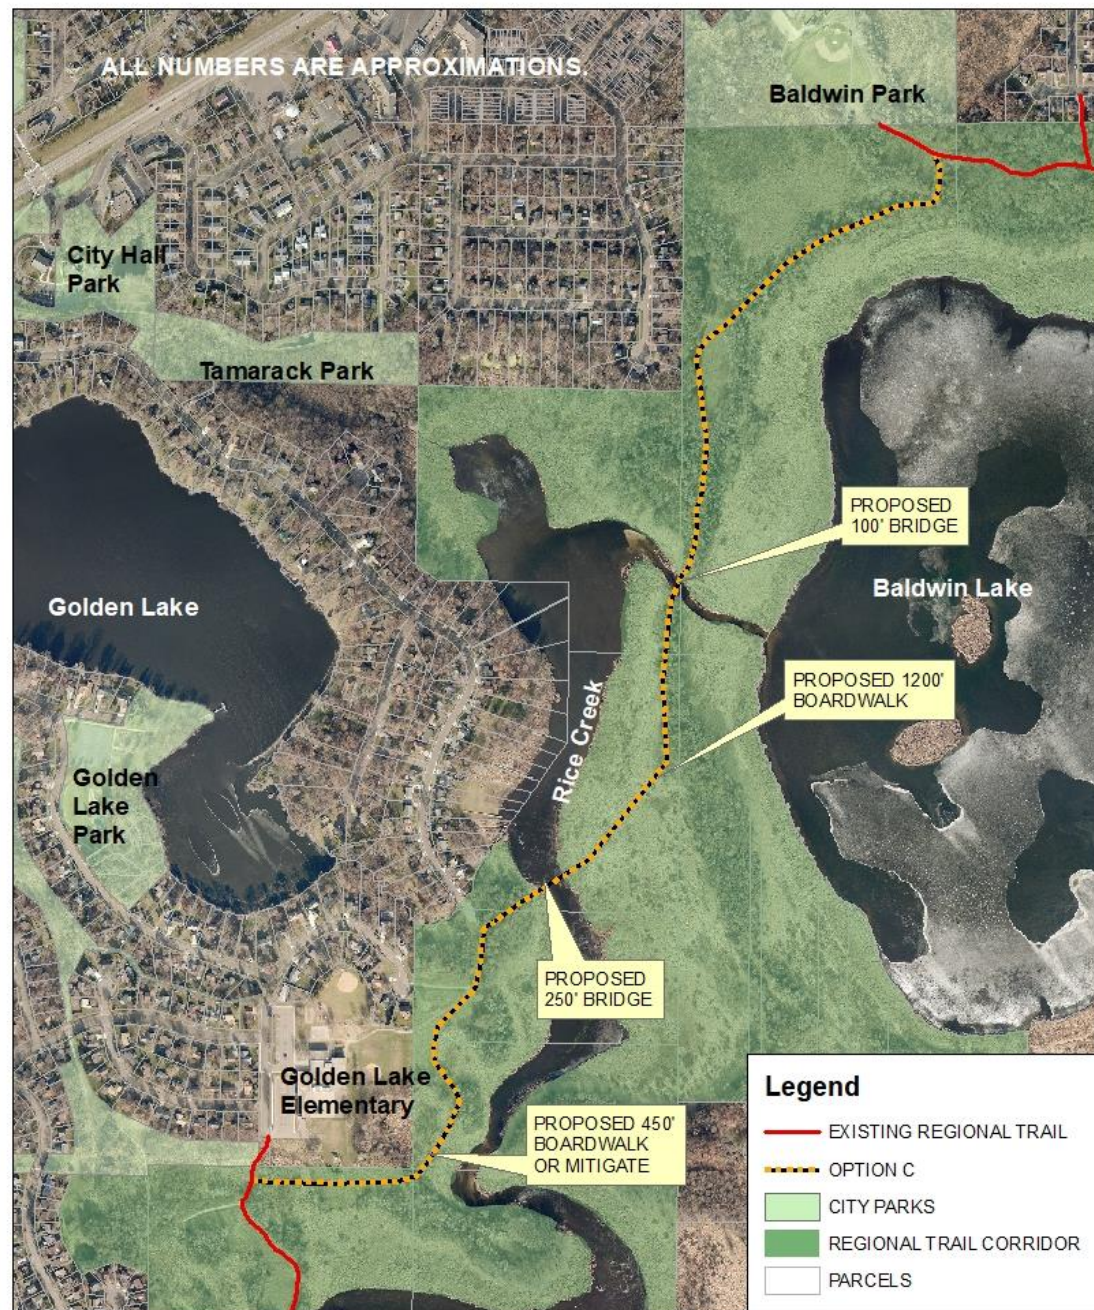 ALL NUMBERS ARE APPROXIMATIONS.
Baldwin Park
City Hall
Park
Tamarack Park
PROPOSED
100' BRIDGE
Golden Lake
Baldwin Lake
PROPOSED 1200'
BOARDWALK
Rice Creek
Golden
Lake
Park
PROPOSED
250' BRIDGE
Golden Lake
Elementary
PROPOSED 450'
BOARDWALK
OR MITIGATE
Legend
EXISTING REGIONAL TRAIL
OPTION C
CITY PARKS
REGIONAL TRAIL CORRIDOR
PARCELS